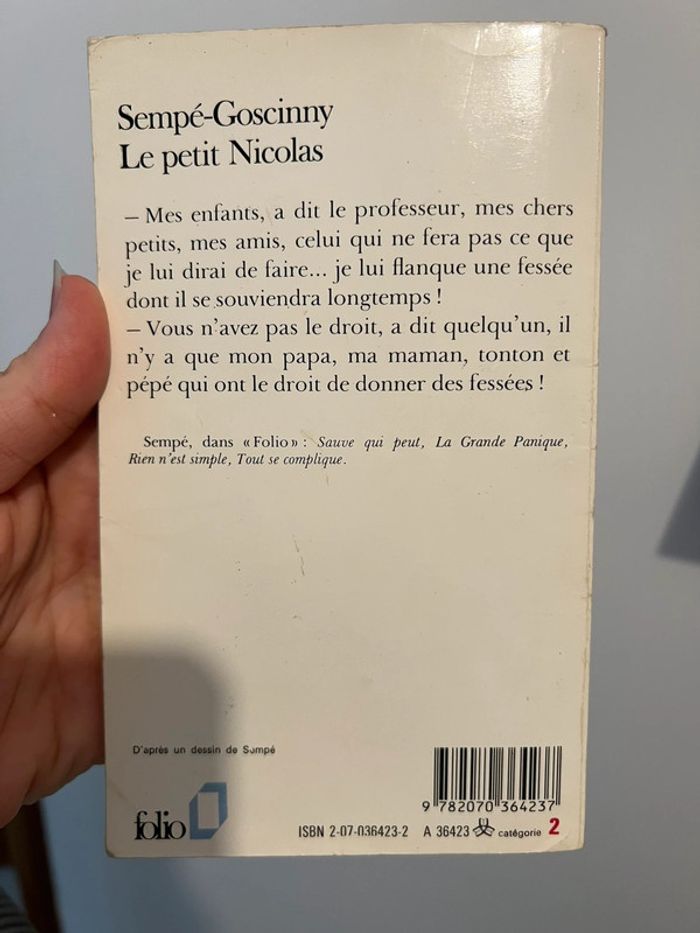 Sempé-Goscinny
Le petit Nicolas
– Mes enfants, a dit le professeur, mes chers
petits, mes amis, celui qui ne fera pas ce que
je lui dirai de faire... je lui flanque une fessée
dont il se souviendra longtemps !
– Vous n'avez pas le droit, a dit quelqu'un, il
n'y a que mon papa, ma maman, tonton et
pépé qui ont le droit de donner des fessées !
Sempé, dans « Folio » : Sauve qui peut, La Grande Panique,
Rien n'est simple, Tout se complique.
D'après un dessin de Sempé
9 782070 364237
folio
ISBN 2-07-036423-2 A 36423 catégorie 2